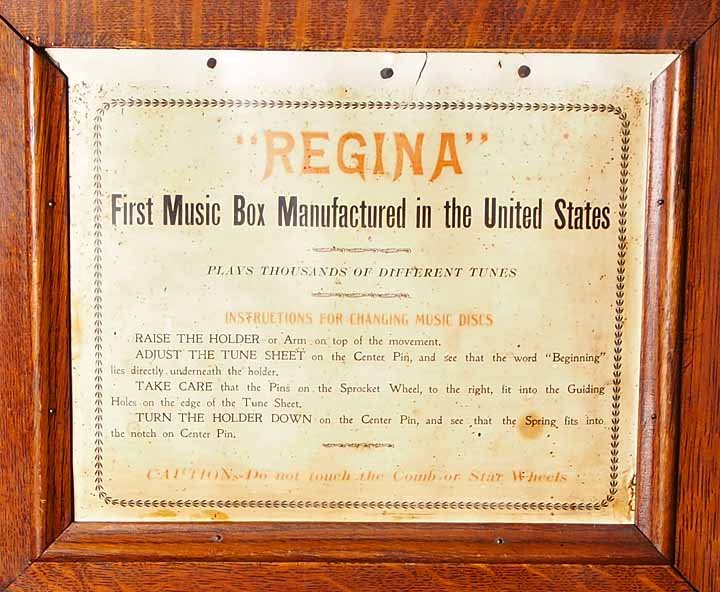 "REGINA"
First Music Box Manufactured in the United States
PLAYS THOUSANDS OF DIFFERENT TUNES
INSTRUCTIONS FOR CHANGING MUSIC DISCS
RAISE THE HOLDER or Arm on top of the movement.
ADJUST THE TUNE SHEET on the Center Pin, and see that the word "Beginning"
lies directly underneath the holder.
TAKE CARE that the Pins on the Sprocket Wheel, to the right, fit into the Guiding
Holes on the edge of the Tune Sheet.
TURN THE HOLDER DOWN on the Center Pin, and see that the Spring fits into
the notch on Center Pin.
CAUTION:-Do not touch the Comb or Star Wheels